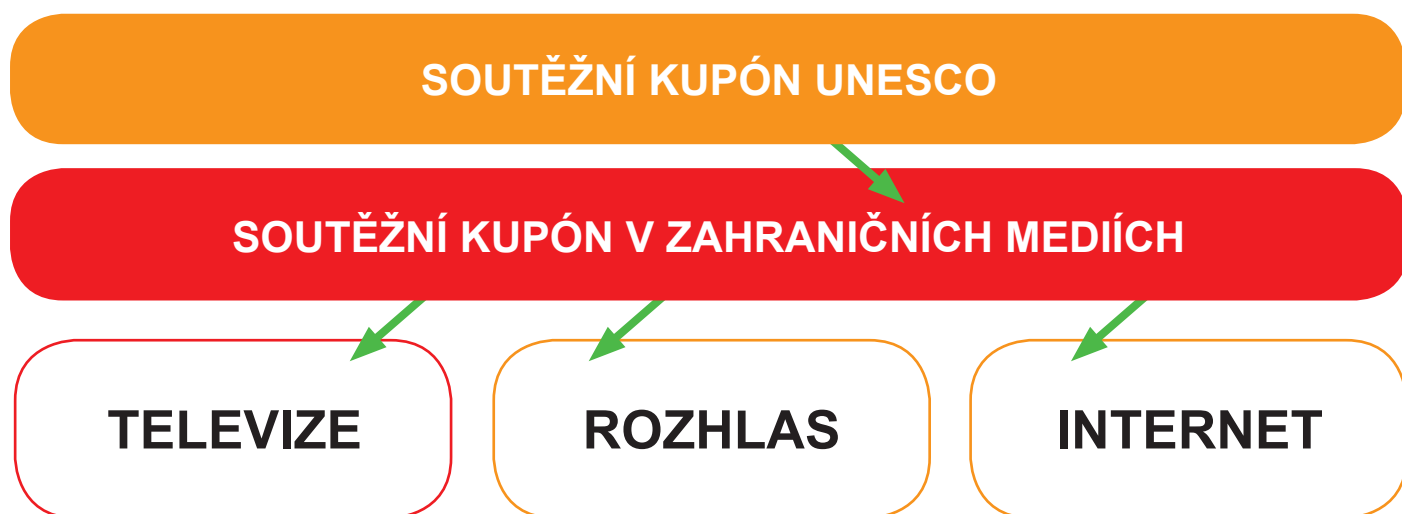 SOUTĚŽNÍ KUPÓN UNESCO
SOUTĚŽNÍ KUPÓN V ZAHRANIČNÍCH MEDIÍCH
TELEVIZE
ROZHLAS
INTERNET